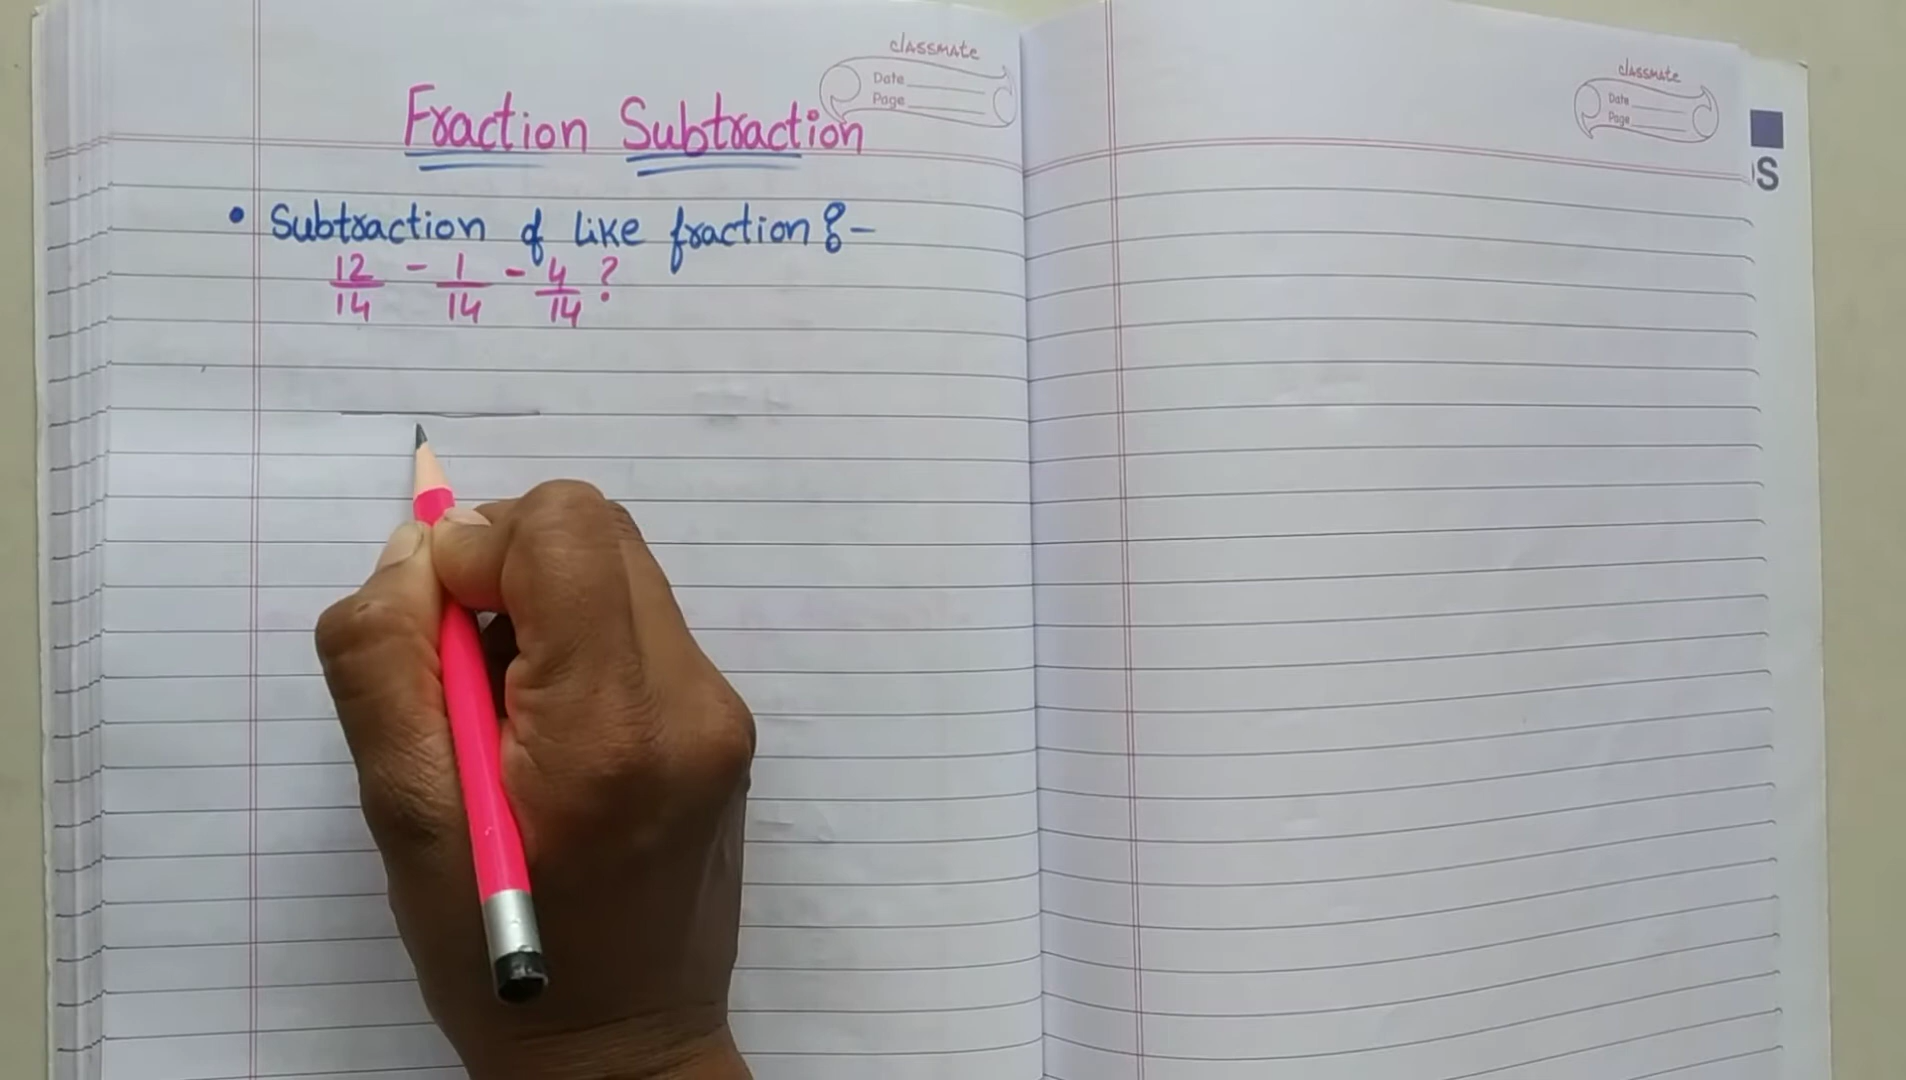 classmate
Date
Page
Fraction Subtraction
• Subtraction of like fraction :-
12/14 - 1/14 - 4/14 ?
classmate
Date
Page
S